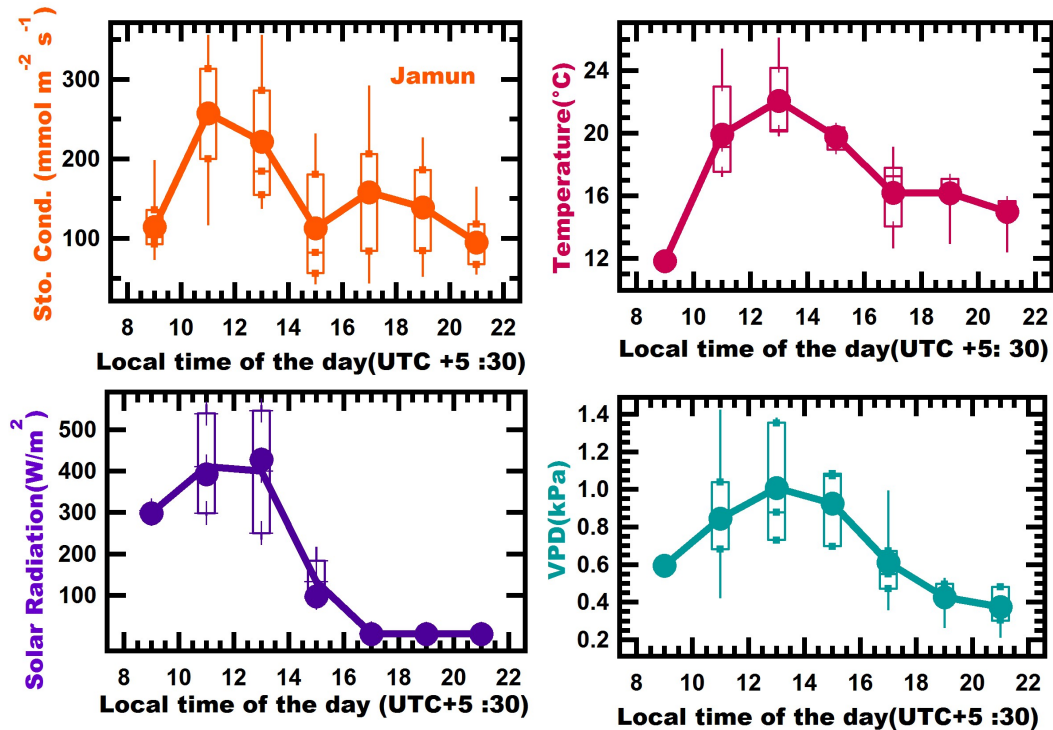 Sto. Cond. (mmol m-2 s-1)
300
200
100
Jamun
8 10 12 14 16 18 20 22
Local time of the day(UTC +5 :30)
Temperature(˚C)
24
20
16
12
8 10 12 14 16 18 20 22
Local time of the day(UTC +5: 30)
Solar Radiation(W/m2)
500
400
300
200
100
8 10 12 14 16 18 20 22
Local time of the day (UTC+5 :30)
VPD(kPa)
1.4
1.2
1.0
0.8
0.6
0.4
0.2
8 10 12 14 16 18 20 22
Local time of the day(UTC+5 :30)